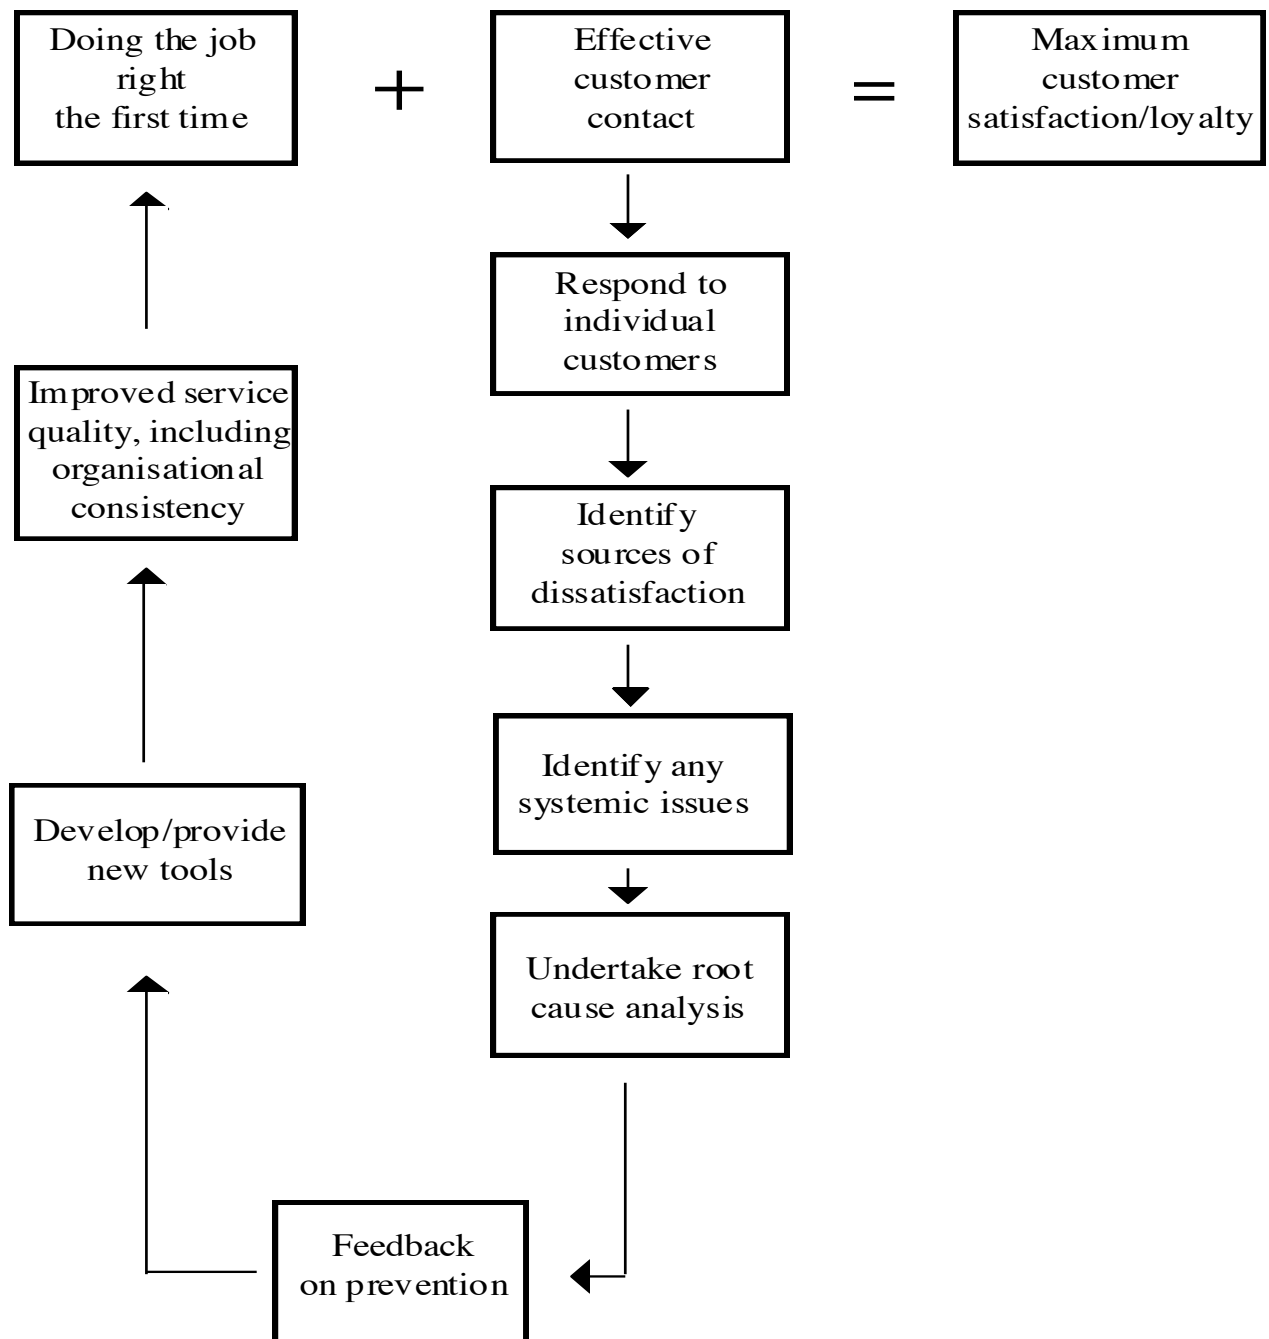 Doing the job
right
the first time
+
Effective
customer
contact
=
Maximum
customer
satisfaction/loyalty
Respond to
individual
customers
Improved service
quality, including
organisational
consistency
Identify
sources of
dissatisfaction
Identify any
systemic issues
Develop/provide
new tools
Undertake root
cause analysis
Feedback
on prevention